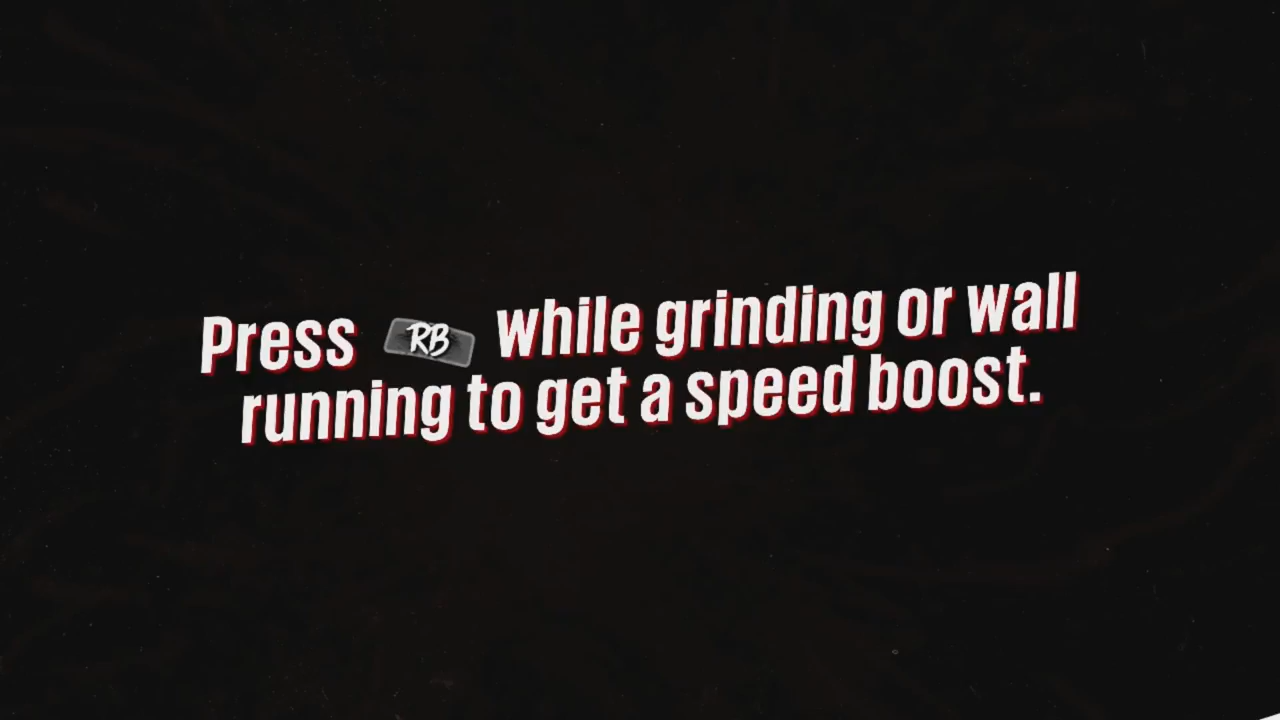 Press RB while grinding or wall
running to get a speed boost.